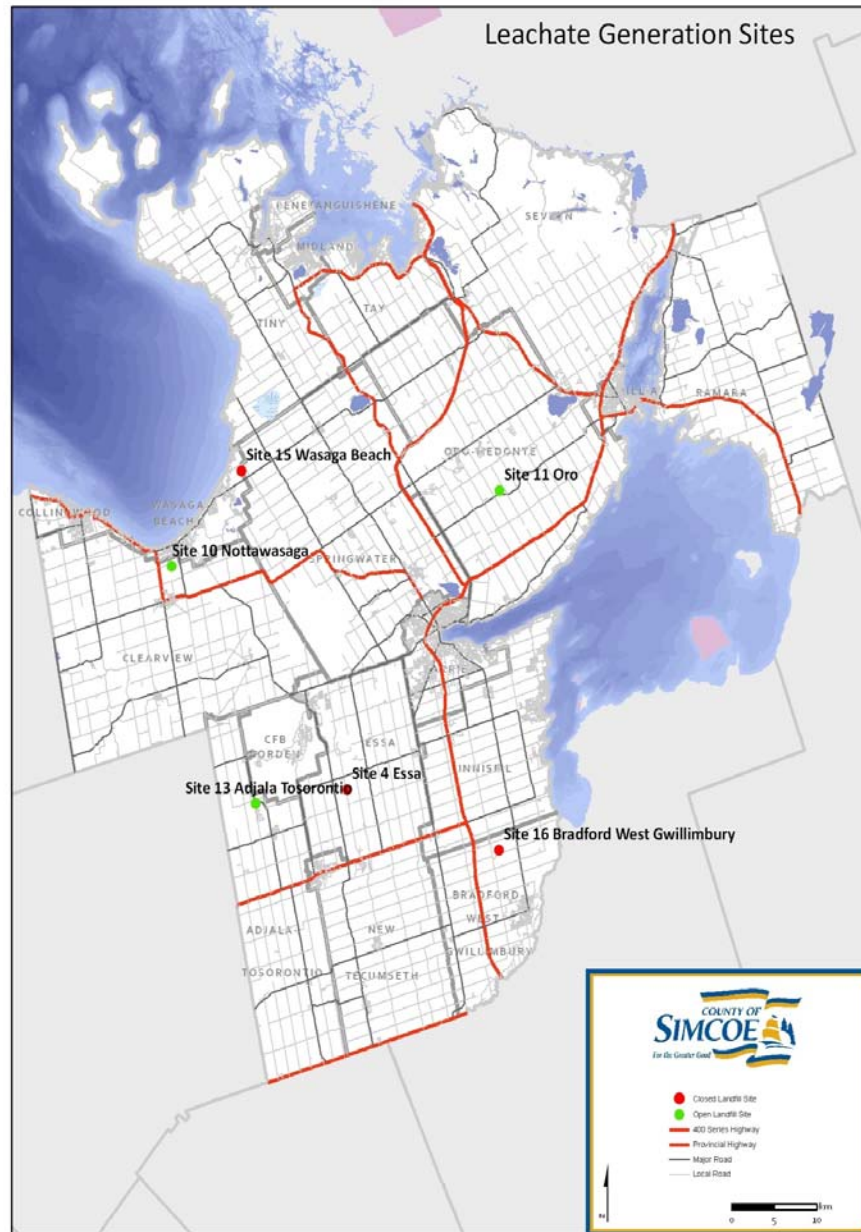 Leachate Generation Sites
PENETANGUISHENE
MIDLAND
SEVERN
TAY
TINY
RAMARA
ORO-MEDONTE
Site 15 Wasaga Beach
Site 11 Oro
COLLINGWOOD
WASAGA
BEACH
Site 10 Nottawasaga
SPRINGWATER
CLEARVIEW
BARRIE
CFB
BORDEN
ESSA
INNISFIL
Site 13 Adjala Tosorontio
Site 4 Essa
Site 16 Bradford West Gwillimbury
BRADFORD
WEST
GWILLIMBURY
ADJALA-
TOSORONTIO
NEW
TECUMSETH
COUNTY OF
SIMCOE
For the Greater Good
Closed Landfill Site
Open Landfill Site
400 Series Highway
Provincial Highway
Major Road
Local Road
km
0 5 10